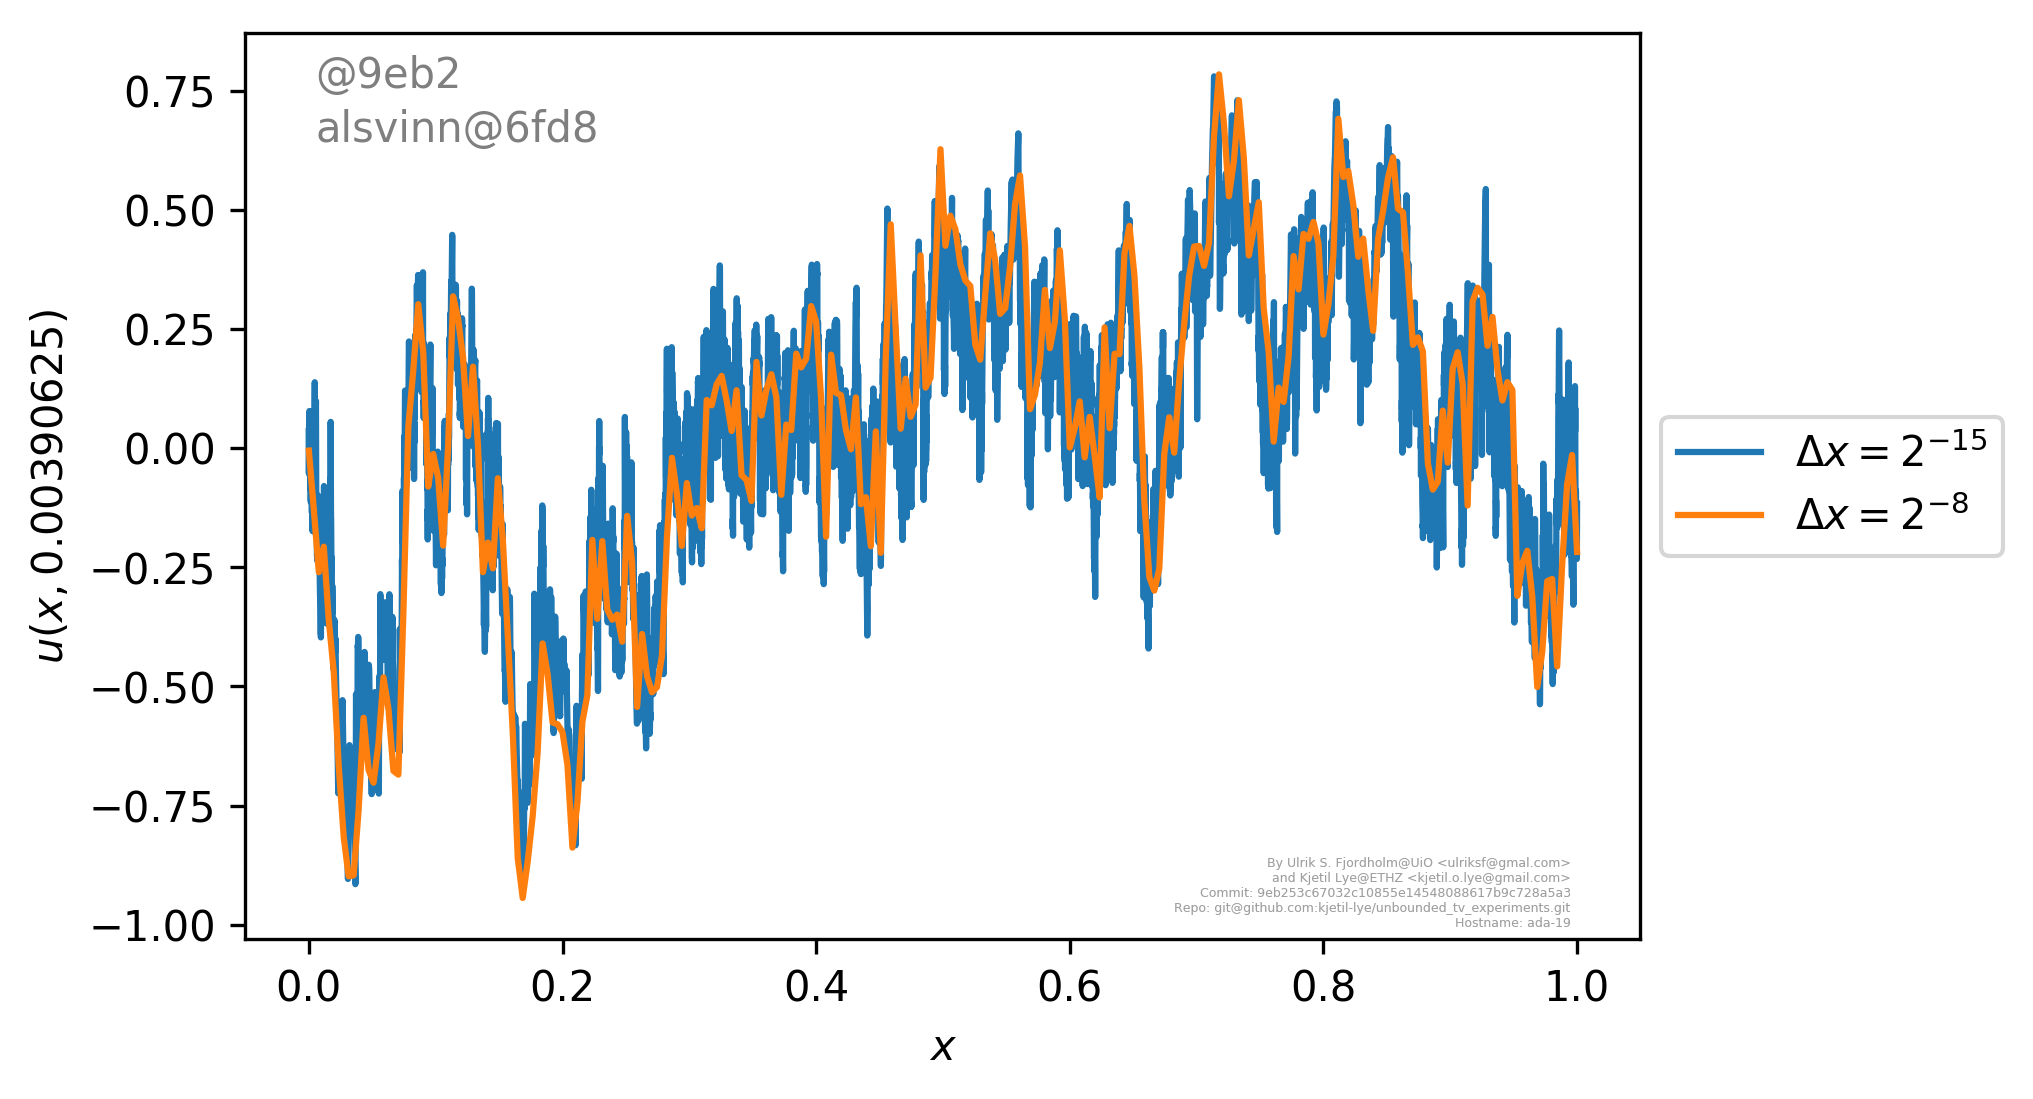 @9eb2
alsvinn@6fd8
0.75
0.50
0.25
0.00
−0.25
−0.50
−0.75
−1.00
u(x, 0.00390625)
Δx = 2⁻¹⁵
Δx = 2⁻⁸
By Ulrik S. Fjordholm@UiO <ulriksf@gmal.com>
and Kjetil Lye@ETHZ <kjetil.o.lye@gmail.com>
Commit: 9eb253c67032c10855e14548088617b9c728a5a3
Repo: git@github.com:kjetil-lye/unbounded_tv_experiments.git
Hostname: ada-19
0.0 0.2 0.4 0.6 0.8 1.0
x